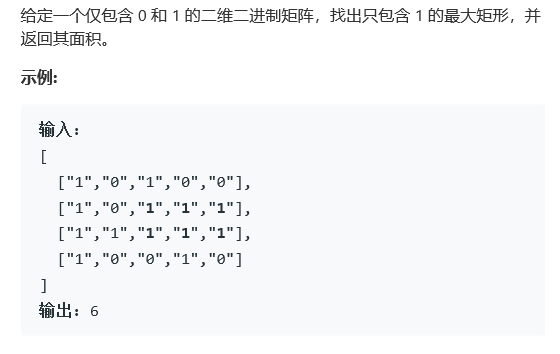 给定一个仅包含 0 和 1 的二维二进制矩阵，找出只包含 1 的最大矩形，并
返回其面积。
示例:
输入:
[
  ["1","0","1","0","0"],
  ["1","0","1","1","1"],
  ["1","1","1","1","1"],
  ["1","0","0","1","0"]
]
输出: 6